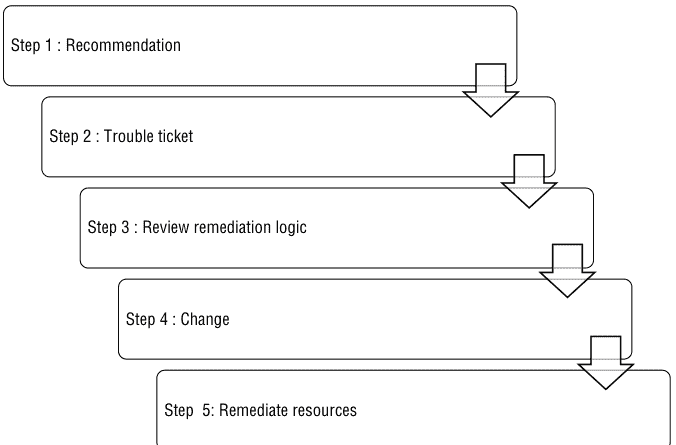 Step 1 : Recommendation
Step 2 : Trouble ticket
Step 3 : Review remediation logic
Step 4 : Change
Step  5: Remediate resources